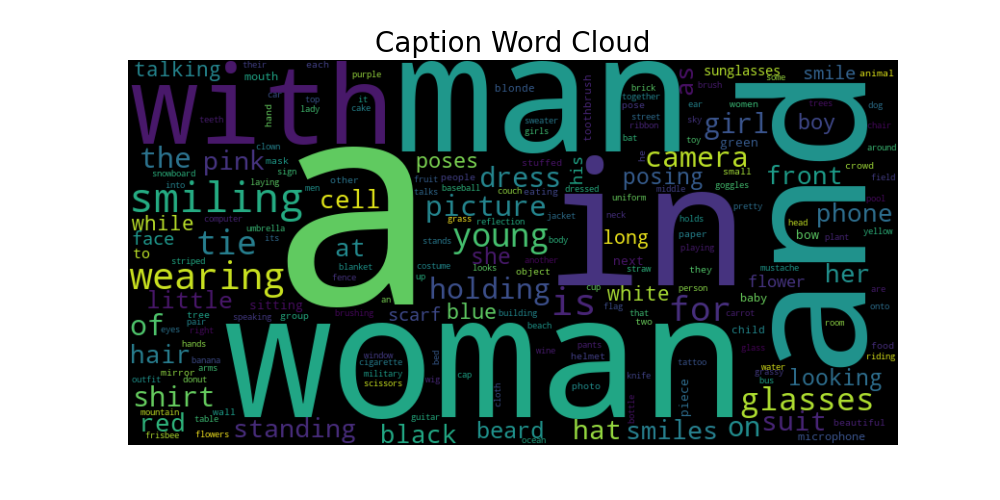 Caption Word Cloud
talking their each purple man as sunglasses some smile animal
mouth car top it blonde toothbrush brick together women and trees dog
with hand lady cake sweater girls pose ear girl boy chair
teeth clown street ribbon sky green around
the pink mask poses bat he toy camera crowd
snowboard sign stuffed his small front field
into laying other fruit people dress in posing goggles
smiling men cell talks baseball couch eating dressed middle pretty pool
while computer a picture jacket uniform holds head phone
face umbrella grass reflection neck paper bow plant yellow
to tie its at stands young body long playing
striped fence blanket costume she looks another next they mustache her
wearing up object straw flower
little sitting an holding is cup white person baby are
of tree speaking brushing scarf blue building flag that for carrot onto
eyes pair right group beach two child room
hair hands woman window bed wine pants glass food
banana cigarette helmet tattoo grassy water riding
mirror arms military wig cap photo knife bus looking
outfit donut scissors cloth piece
shirt bottle glasses
mountain wall guitar
red table standing black beard hat smiles on suit beautiful
frisbee flowers ocean microphone